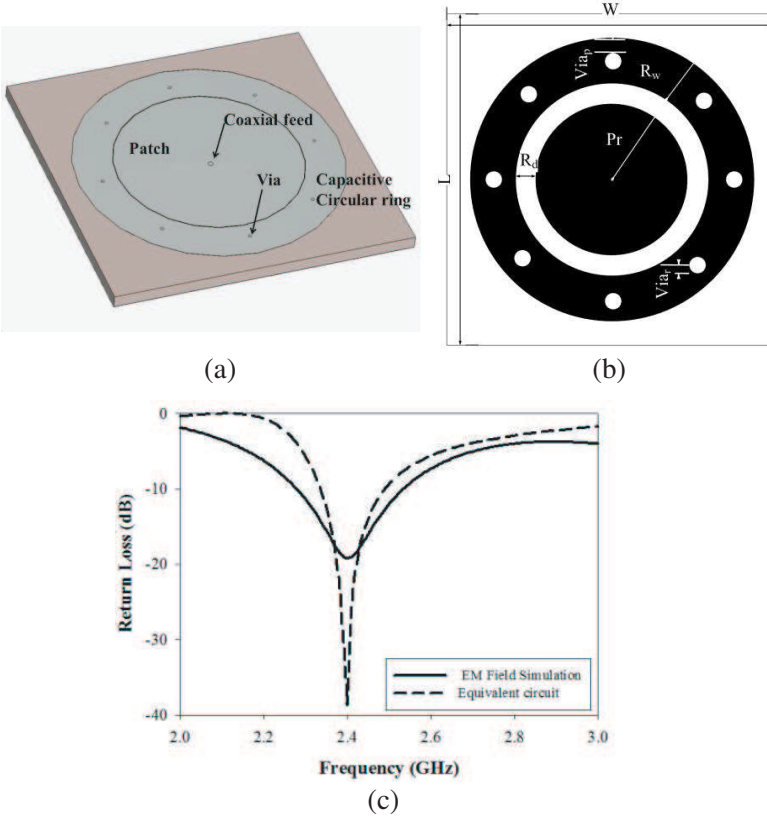 Coaxial feed
Patch
Via
Capacitive
Circular ring
(a)
W
Via_p
R_w
Pr
R_d
L
Via_r
(b)
Return Loss (dB)
0
-10
-20
-30
-40
EM Field Simulation
Equivalent circuit
2.0 2.2 2.4 2.6 2.8 3.0
Frequency (GHz)
(c)